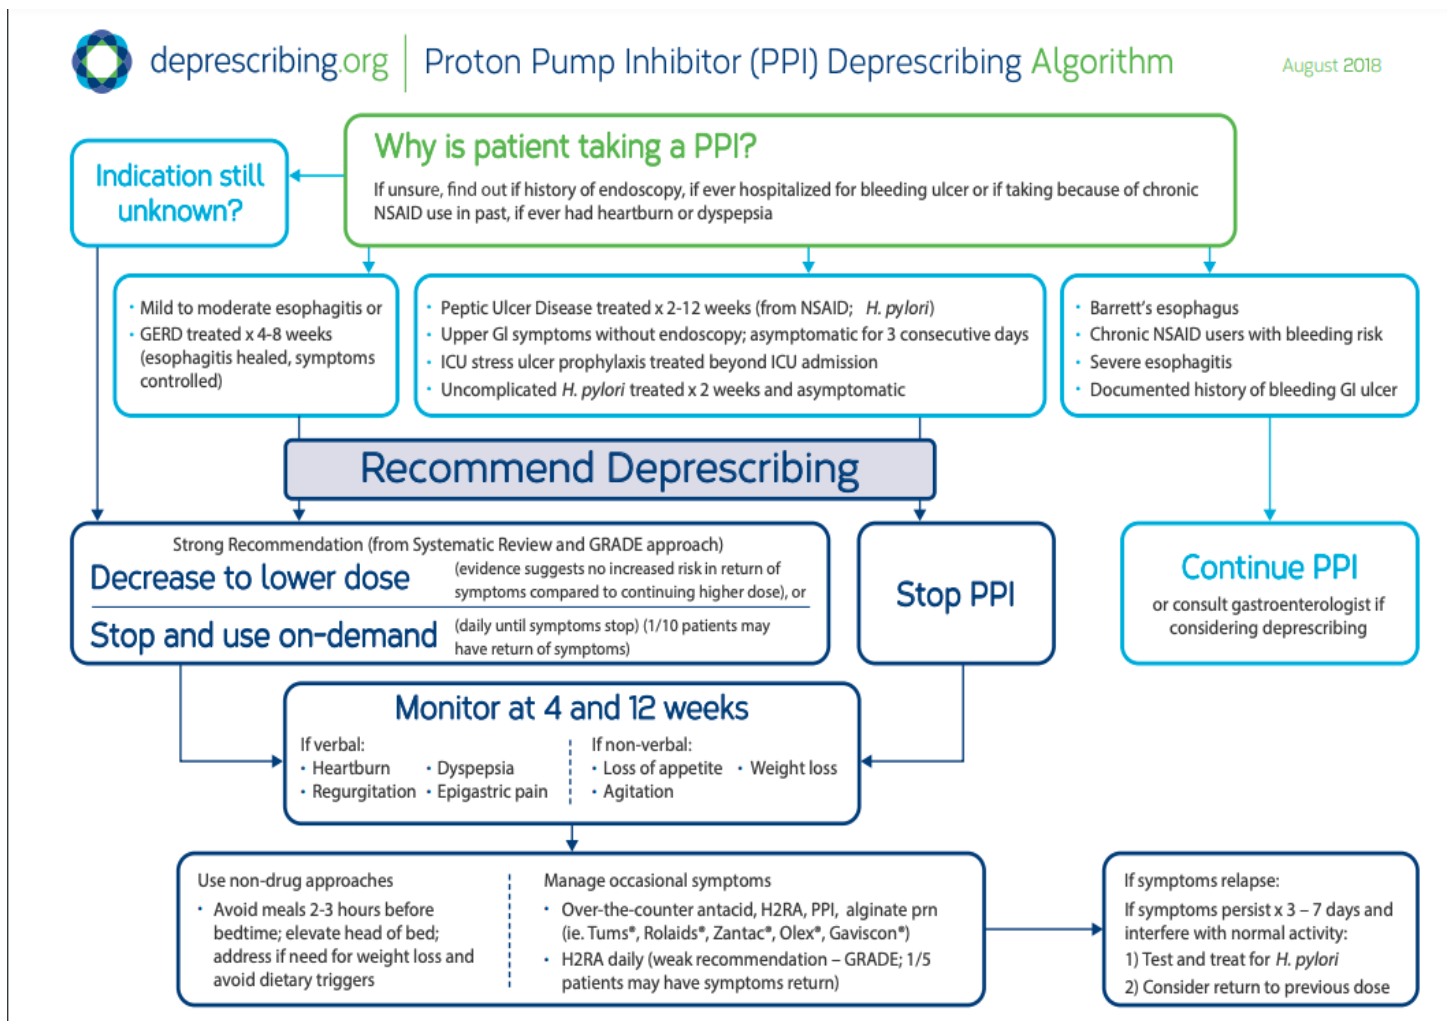 deprescribing.org | Proton Pump Inhibitor (PPI) Deprescribing Algorithm
August 2018
Why is patient taking a PPI?
If unsure, find out if history of endoscopy, if ever hospitalized for bleeding ulcer or if taking because of chronic
NSAID use in past, if ever had heartburn or dyspepsia
Indication still
unknown?
• Mild to moderate esophagitis or
• GERD treated x 4-8 weeks
(esophagitis healed, symptoms
controlled)
• Peptic Ulcer Disease treated x 2-12 weeks (from NSAID; H. pylori)
• Upper GI symptoms without endoscopy; asymptomatic for 3 consecutive days
• ICU stress ulcer prophylaxis treated beyond ICU admission
• Uncomplicated H. pylori treated x 2 weeks and asymptomatic
• Barrett's esophagus
• Chronic NSAID users with bleeding risk
• Severe esophagitis
• Documented history of bleeding GI ulcer
Recommend Deprescribing
Strong Recommendation (from Systematic Review and GRADE approach)
Decrease to lower dose
(evidence suggests no increased risk in return of
symptoms compared to continuing higher dose), or
Stop and use on-demand
(daily until symptoms stop) (1/10 patients may
have return of symptoms)
Stop PPI
Continue PPI
or consult gastroenterologist if
considering deprescribing
Monitor at 4 and 12 weeks
If verbal:
• Heartburn • Dyspepsia
• Regurgitation • Epigastric pain
If non-verbal:
• Loss of appetite • Weight loss
• Agitation
Use non-drug approaches
• Avoid meals 2-3 hours before
bedtime; elevate head of bed;
address if need for weight loss and
avoid dietary triggers
Manage occasional symptoms
• Over-the-counter antacid, H2RA, PPI, alginate prn
(ie. Tums®, Rolaids®, Zantac®, Olex®, Gaviscon®)
• H2RA daily (weak recommendation – GRADE; 1/5
patients may have symptoms return)
If symptoms relapse:
If symptoms persist x 3 – 7 days and
interfere with normal activity:
1) Test and treat for H. pylori
2) Consider return to previous dose